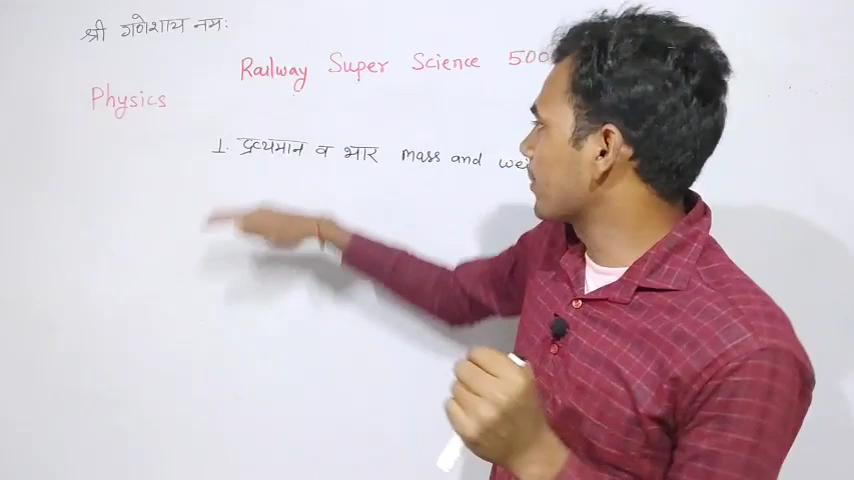 श्री गणेशाय नमः
Railway Super Science 500
Physics
1. द्रव्यमान व भार mass and